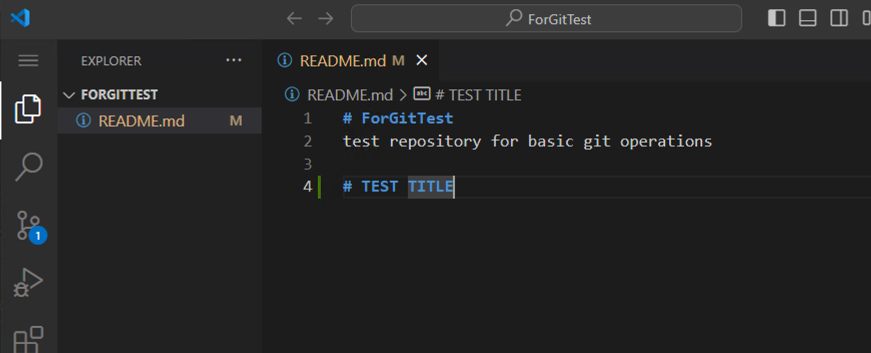 ForGitTest
EXPLORER ...
README.md M
FORGITTEST
README.md M
README.md > abc # TEST TITLE
1 # ForGitTest
2 test repository for basic git operations
3
4 # TEST TITLE
1